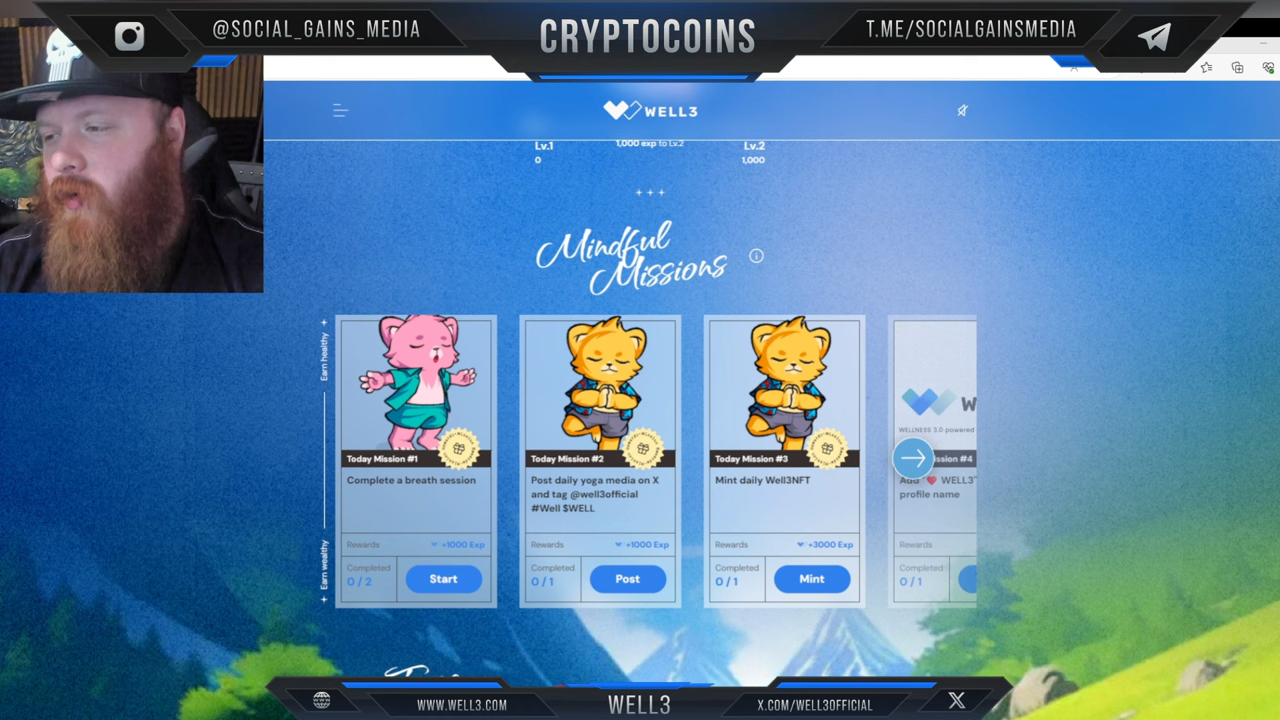 @SOCIAL_GAINS_MEDIA
CRYPTOCOINS
T.ME/SOCIALGAINSMEDIA
WELL3
Lv.1
1,000 exp to Lv.2
Lv.2
0
1,000
Mindful
Missions
Earn healthy
Earn wealthy
Today Mission #1
Complete a breath session
Rewards
+1000 Exp
Completed
0 / 2
Start
Today Mission #2
Post daily yoga media on X
and tag @well3official
#Well $WELL
Rewards
+1000 Exp
Completed
0 / 1
Post
Today Mission #3
Mint daily Well3NFT
Rewards
+3000 Exp
Completed
0 / 1
Mint
W
WELLNESS 3.0 powered
ission #4
Add "❤️ WELL3"
profile name
Rewards
Completed
0 / 1
WWW.WELL3.COM
WELL3
X.COM/WELL3OFFICIAL